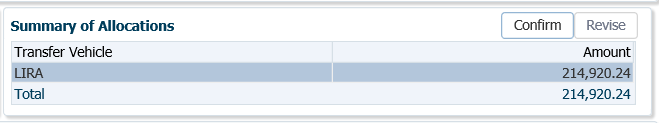 Summary of Allocations Confirm Revise
Transfer Vehicle Amount
LIRA 214,920.24
Total 214,920.24